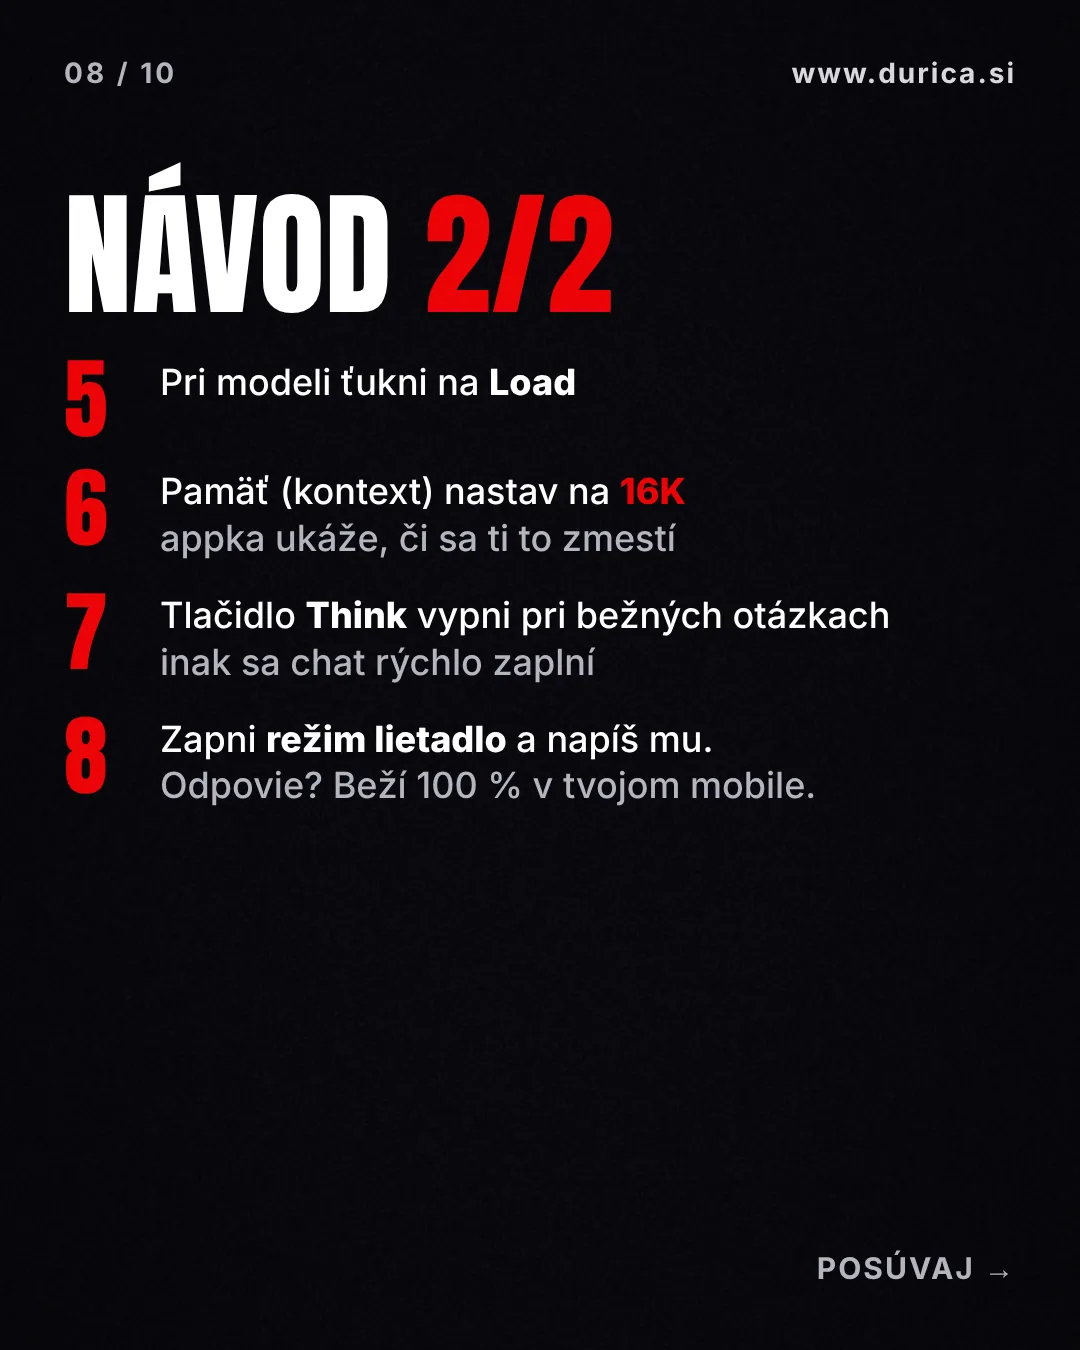 08 / 10
www.durica.si
NÁVOD 2/2
5 Pri modeli ťukni na Load
6 Pamäť (kontext) nastav na 16K
appka ukáže, či sa ti to zmestí
7 Tlačidlo Think vypni pri bežných otázkach
inak sa chat rýchlo zaplní
8 Zapni režim lietadlo a napíš mu.
Odpovie? Beží 100 % v tvojom mobile.
POSÚVAJ →